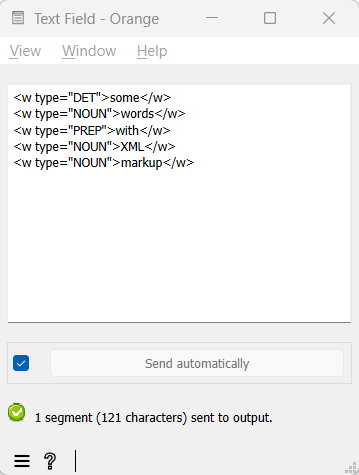 Text Field - Orange
View Window Help
<w type="DET">some</w>
<w type="NOUN">words</w>
<w type="PREP">with</w>
<w type="NOUN">XML</w>
<w type="NOUN">markup</w>
Send automatically
1 segment (121 characters) sent to output.
?